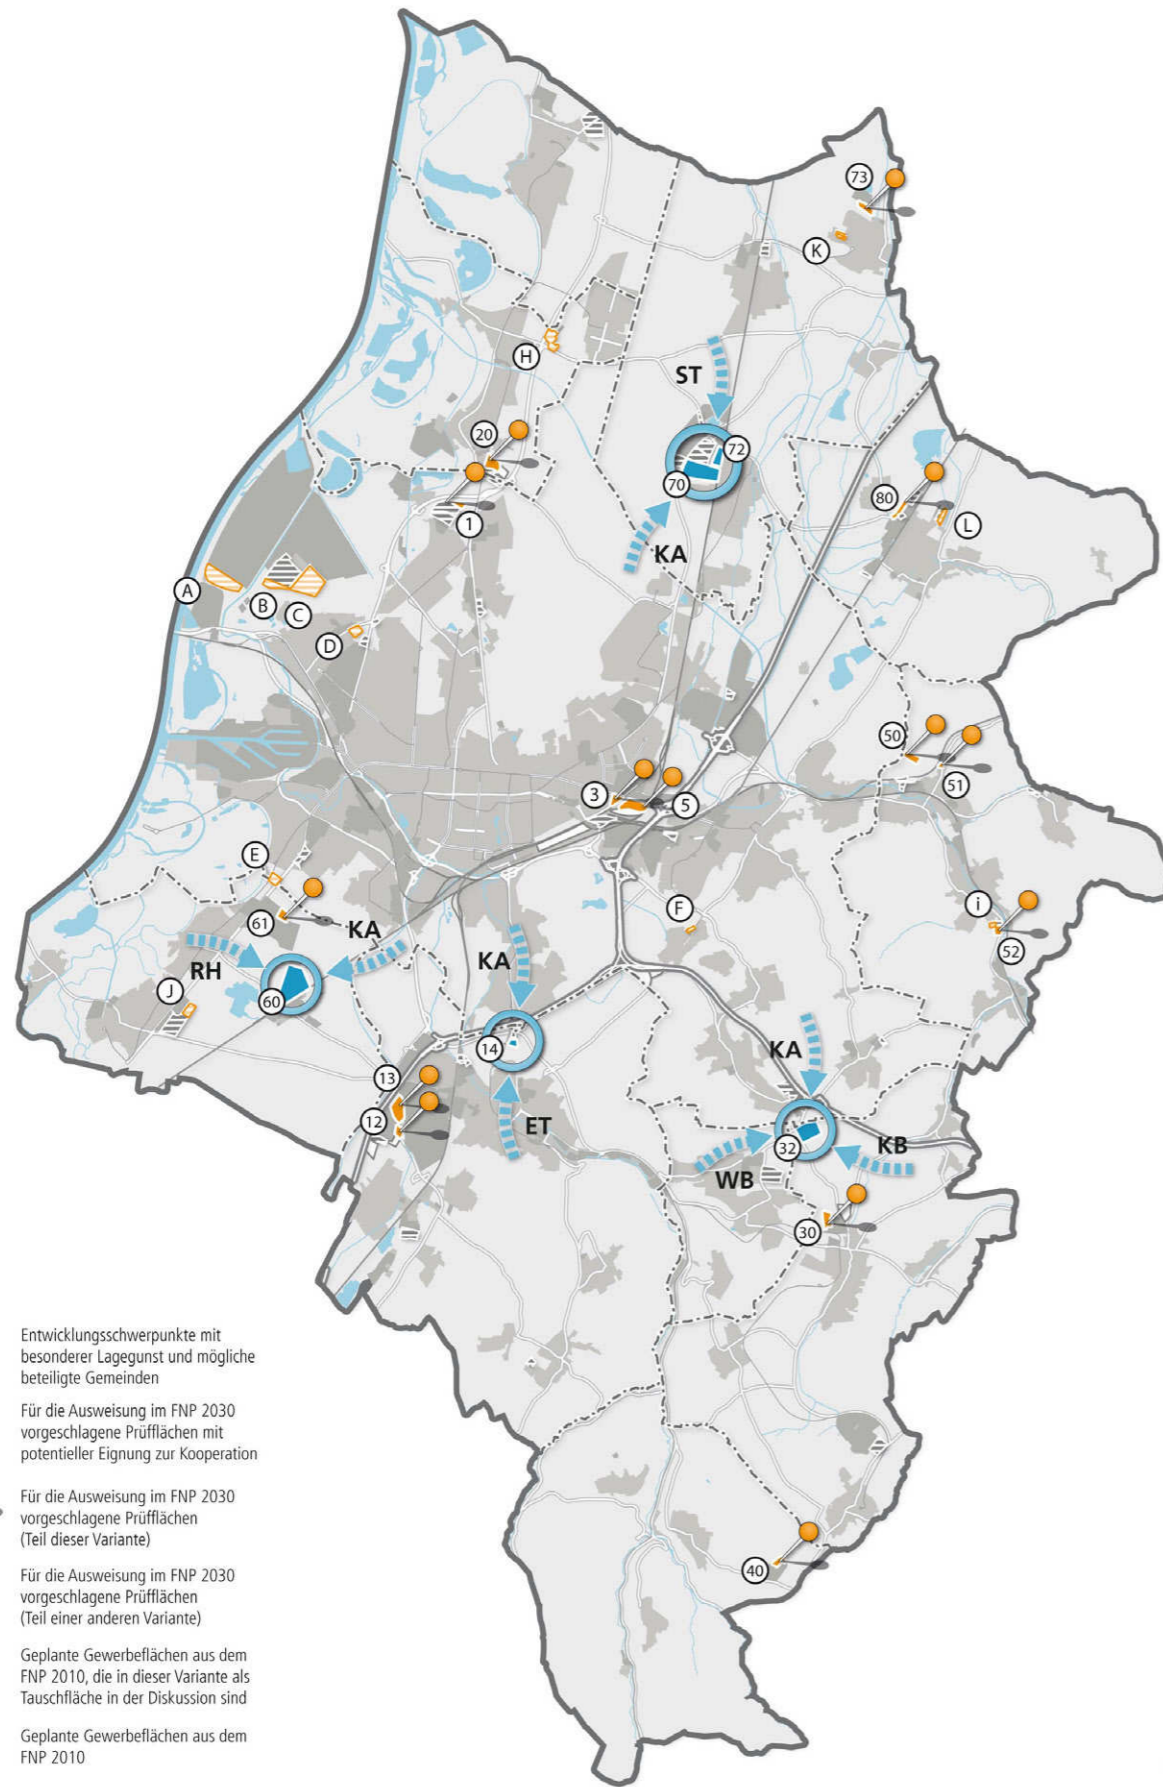 73
K
H
ST
20
72
70
80
1
L
KA
A
B
C
D
50
51
3
5
E
i
F
61
KA
52
KA
RH
J
60
14
KA
13
12
ET
KB
32
WB
30
40
Entwicklungsschwerpunkte mit
besonderer Lagegunst und mögliche
beteiligte Gemeinden
Für die Ausweisung im FNP 2030
vorgeschlagene Prüfflächen mit
potentieller Eignung zur Kooperation
Für die Ausweisung im FNP 2030
vorgeschlagene Prüfflächen
(Teil dieser Variante)
Für die Ausweisung im FNP 2030
vorgeschlagene Prüfflächen
(Teil einer anderen Variante)
Geplante Gewerbeflächen aus dem
FNP 2010, die in dieser Variante als
Tauschfläche in der Diskussion sind
Geplante Gewerbeflächen aus dem
FNP 2010